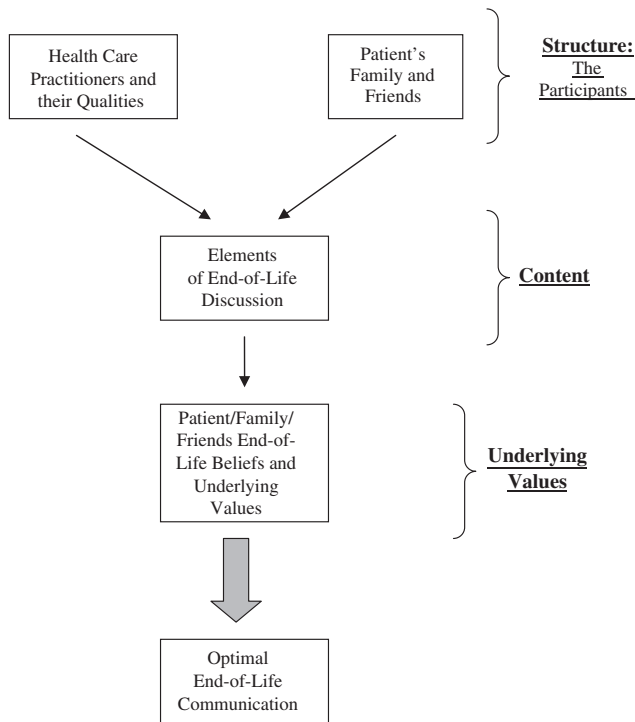 Health Care
Practitioners and
their Qualities
Patient's
Family and
Friends
Structure:
The
Participants
Elements
of End-of-Life
Discussion
Content
Patient/Family/
Friends End-of-
Life Beliefs and
Underlying
Values
Underlying
Values
Optimal
End-of-Life
Communication